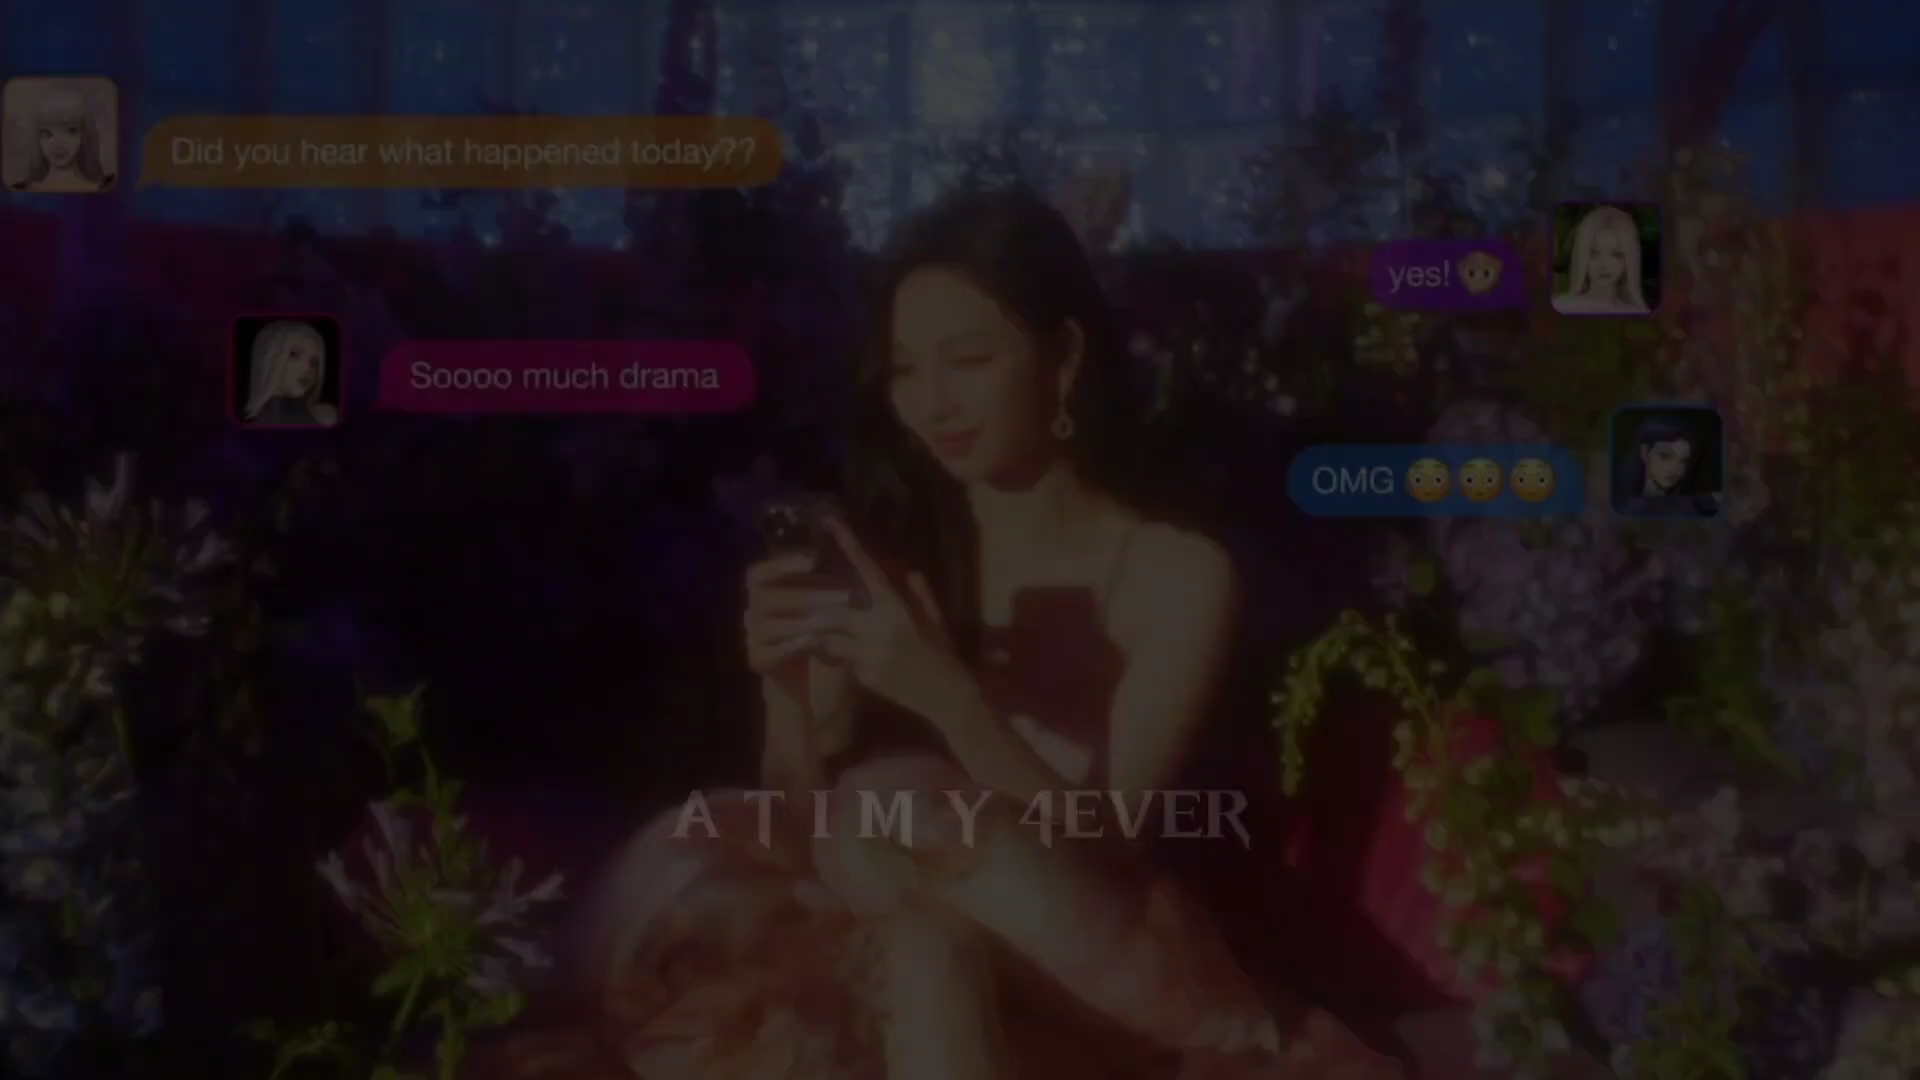 Did you hear what happened today??
yes!🙊
Soooo much drama
OMG 😳😳😳
A T I M Y 4EVER